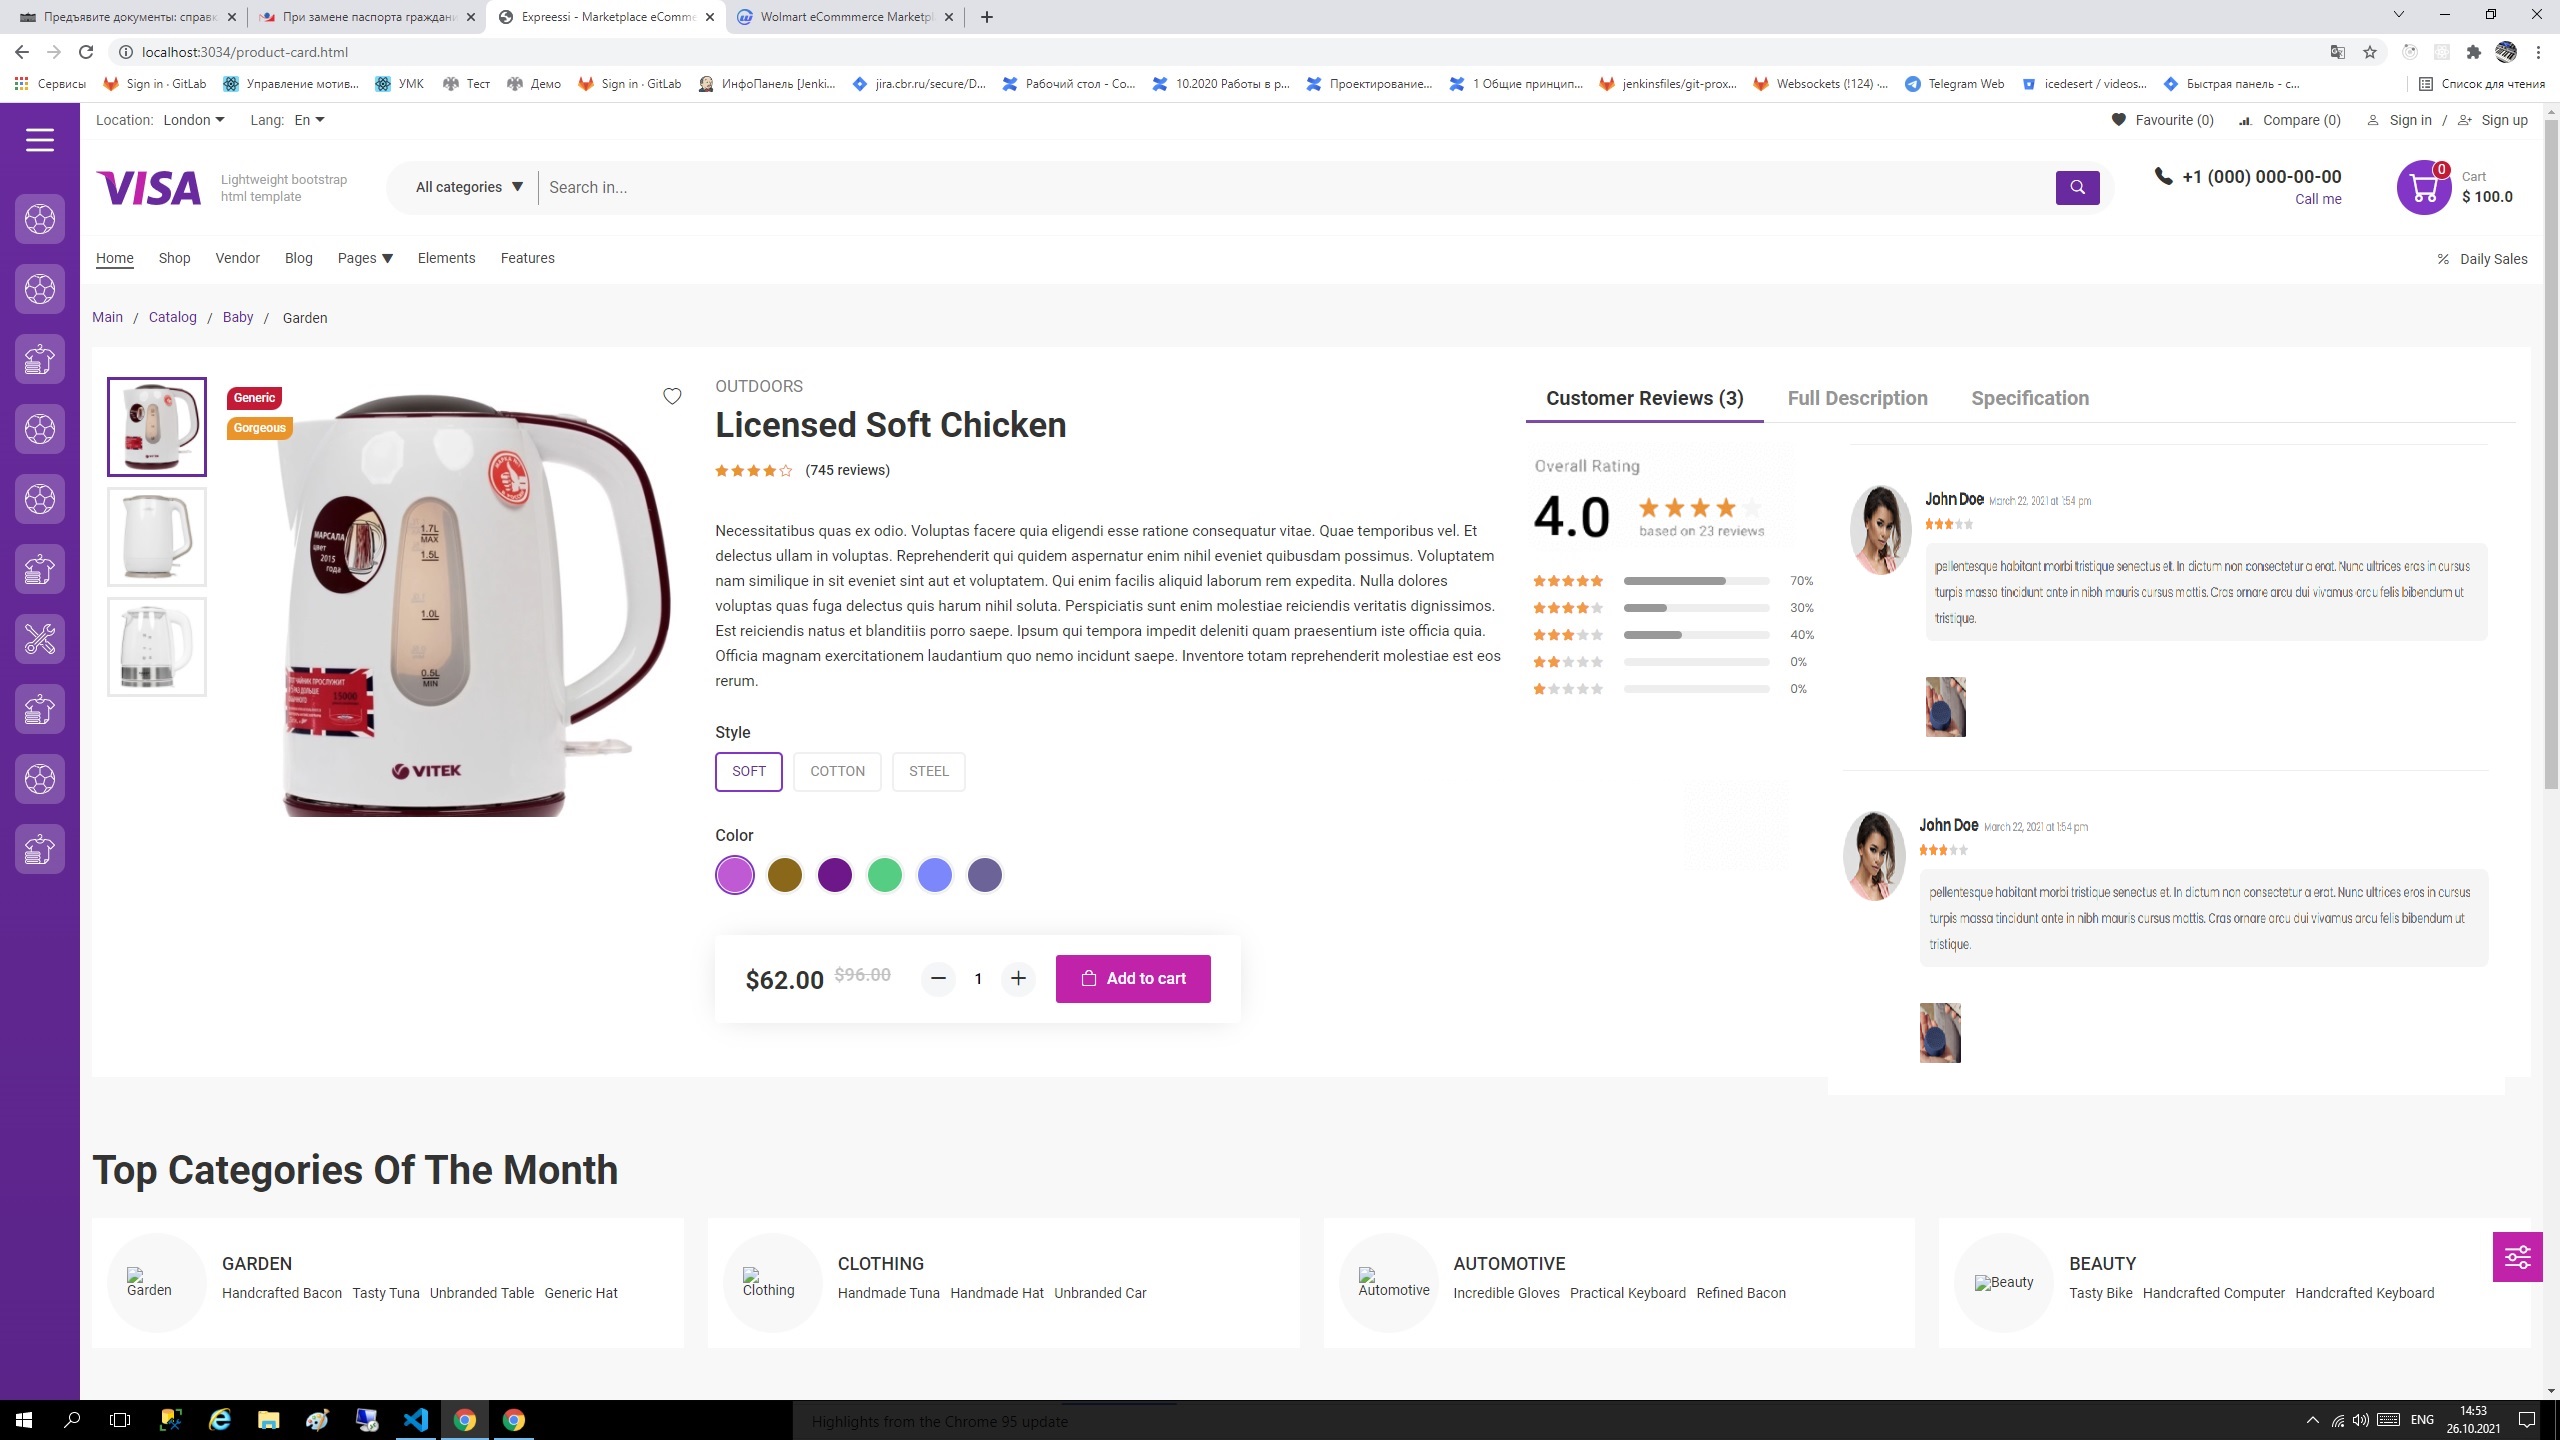 Предъявите документы: справк
При замене паспорта граждани
Expreessi - Marketplace eComme
Wolmart eCommmerce Marketpl
localhost:3034/product-card.html
Сервисы
Sign in · GitLab
Управление мотив...
УМК
Тест
Демо
Sign in · GitLab
ИнфоПанель [Jenki...
jira.cbr.ru/secure/D...
Рабочий стол - Co...
10.2020 Работы в р...
Проектирование...
1 Общие принцип...
jenkinsfiles/git-prox...
Websockets (!124) ·...
Telegram Web
icedesert / videos...
Быстрая панель - с...
Список для чтения
Location: London
Lang: En
Favourite (0)
Compare (0)
Sign in / Sign up
VISA
Lightweight bootstrap
html template
All categories
Search in...
+1 (000) 000-00-00
Call me
0
Cart
$ 100.0
Home
Shop
Vendor
Blog
Pages
Elements
Features
Daily Sales
Main / Catalog / Baby / Garden
Generic
Gorgeous
МАРСАЛА
цвет
2015
года
1.7L
MAX
1.5L
1.0L
0.5L
MIN
15000
VITEK
OUTDOORS
Licensed Soft Chicken
(745 reviews)
Necessitatibus quas ex odio. Voluptas facere quia eligendi esse ratione consequatur vitae. Quae temporibus vel. Et
delectus ullam in voluptas. Reprehenderit qui quidem aspernatur enim nihil eveniet quibusdam possimus. Voluptatem
nam similique in sit eveniet sint aut et voluptatem. Qui enim facilis aliquid laborum rem expedita. Nulla dolores
voluptas quas fuga delectus quis harum nihil soluta. Perspiciatis sunt enim molestiae reiciendis veritatis dignissimos.
Est reiciendis natus et blanditiis porro saepe. Ipsum qui tempora impedit deleniti quam praesentium iste officia quia.
Officia magnam exercitationem laudantium quo nemo incidunt saepe. Inventore totam reprehenderit molestiae est eos
rerum.
Style
SOFT
COTTON
STEEL
Color
$62.00
$96.00
1
Add to cart
Customer Reviews (3)
Full Description
Specification
Overall Rating
4.0
based on 23 reviews
70%
30%
40%
0%
0%
John Doe March 22, 2021 at 1:54 pm
pellentesque habitant morbi tristique senectus et. In dictum non consectetur a erat. Nunc ultrices eros in cursus
turpis massa tincidunt ante in nibh mauris cursus mattis. Cras ornare arcu dui vivamus arcu felis bibendum ut
tristique.
John Doe March 22, 2021 at 1:54 pm
pellentesque habitant morbi tristique senectus et. In dictum non consectetur a erat. Nunc ultrices eros in cursus
turpis massa tincidunt ante in nibh mauris cursus mattis. Cras ornare arcu dui vivamus arcu felis bibendum ut
tristique.
Top Categories Of The Month
Garden
GARDEN
Handcrafted Bacon Tasty Tuna Unbranded Table Generic Hat
Clothing
CLOTHING
Handmade Tuna Handmade Hat Unbranded Car
Automotive
AUTOMOTIVE
Incredible Gloves Practical Keyboard Refined Bacon
Beauty
BEAUTY
Tasty Bike Handcrafted Computer Handcrafted Keyboard
Highlights from the Chrome 95 update
ENG
14:53
26.10.2021